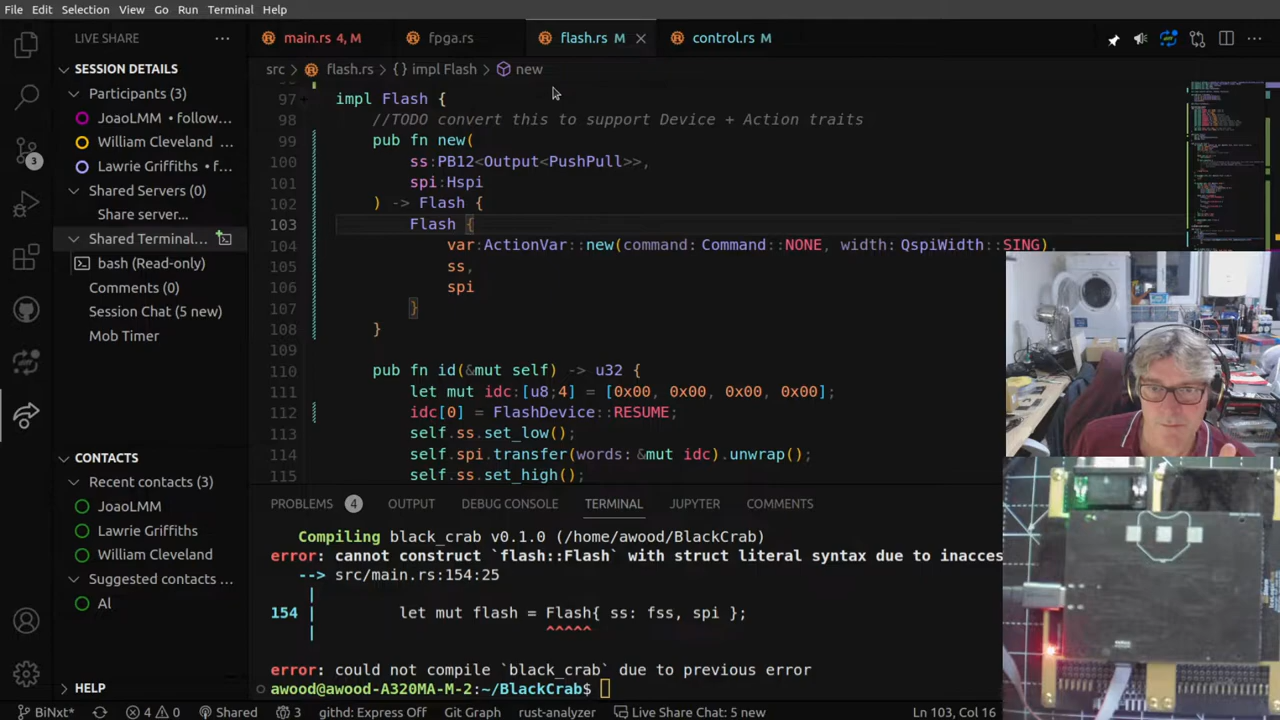 File Edit Selection View Go Run Terminal Help
LIVE SHARE ...
main.rs 4, M
fpga.rs
flash.rs M
control.rs M
SESSION DETAILS
Participants (3)
JoaoLMM • follow...
William Cleveland ...
Lawrie Griffiths • f...
Shared Servers (0)
Share server...
Shared Terminal...
bash (Read-only)
Comments (0)
Session Chat (5 new)
Mob Timer
CONTACTS
Recent contacts (3)
JoaoLMM
Lawrie Griffiths
William Cleveland
Suggested contacts ...
Al
HELP
3
src > flash.rs > {} impl Flash > new
97 impl Flash {
98 //TODO convert this to support Device + Action traits
99 pub fn new(
100 ss:PB12<Output<PushPull>>,
101 spi:Hspi
102 ) -> Flash {
103 Flash {
104 var:ActionVar::new(command: Command::NONE, width: QspiWidth::SING),
105 ss,
106 spi
107 }
108 }
109
110 pub fn id(&mut self) -> u32 {
111 let mut idc:[u8;4] = [0x00, 0x00, 0x00, 0x00];
112 idc[0] = FlashDevice::RESUME;
113 self.ss.set_low();
114 self.spi.transfer(words: &mut idc).unwrap();
115 self.ss.set_high();
PROBLEMS 4 OUTPUT DEBUG CONSOLE TERMINAL JUPYTER COMMENTS
Compiling black_crab v0.1.0 (/home/awood/BlackCrab)
error: cannot construct `flash::Flash` with struct literal syntax due to inacces
--> src/main.rs:154:25
|
154 | let mut flash = Flash{ ss: fss, spi };
| ^^^^^
error: could not compile `black_crab` due to previous error
awood@awood-A320MA-M-2:~/BlackCrab$
BiNxt* 4 0 Shared 3 githd: Express Off Git Graph rust-analyzer Live Share Chat: 5 new Ln 103, Col 16